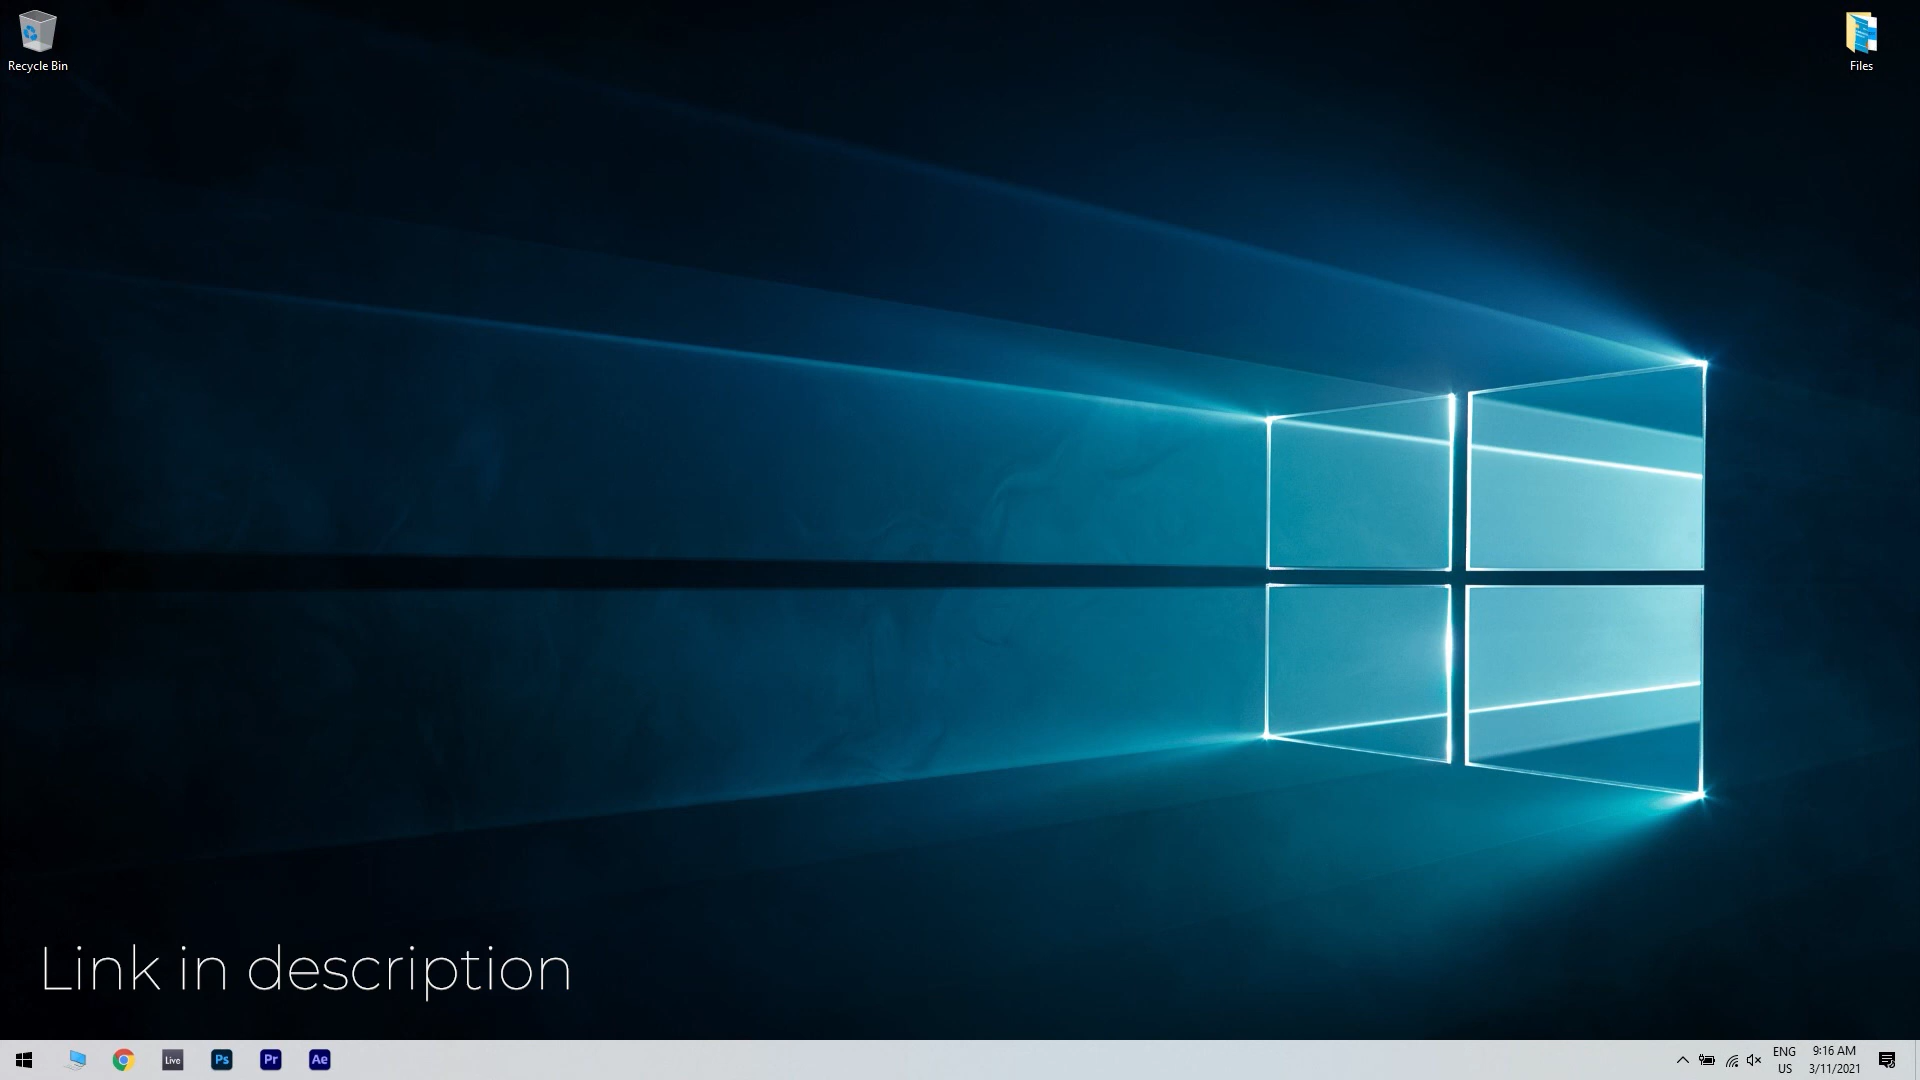 Recycle Bin
Files
Link in description
Live
Ps
Pr
Ae
ENG
US
9:16 AM
3/11/2021